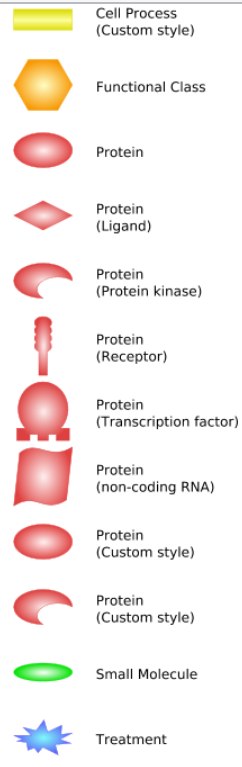 Cell Process
(Custom style)
Functional Class
Protein
Protein
(Ligand)
Protein
(Protein kinase)
Protein
(Receptor)
Protein
(Transcription factor)
Protein
(non-coding RNA)
Protein
(Custom style)
Protein
(Custom style)
Small Molecule
Treatment